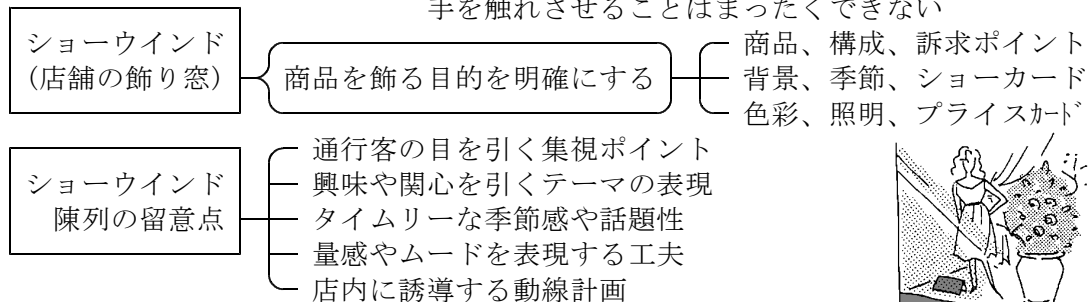 手を触れさせることはまったくできない
ショーウインド
(店舗の飾り窓)
商品を飾る目的を明確にする
商品、構成、訴求ポイント
背景、季節、ショーカード
色彩、照明、プライスカード
ショーウインド
陳列の留意点
通行客の目を引く集視ポイント
興味や関心を引くテーマの表現
タイムリーな季節感や話題性
量感やムードを表現する工夫
店内に誘導する動線計画